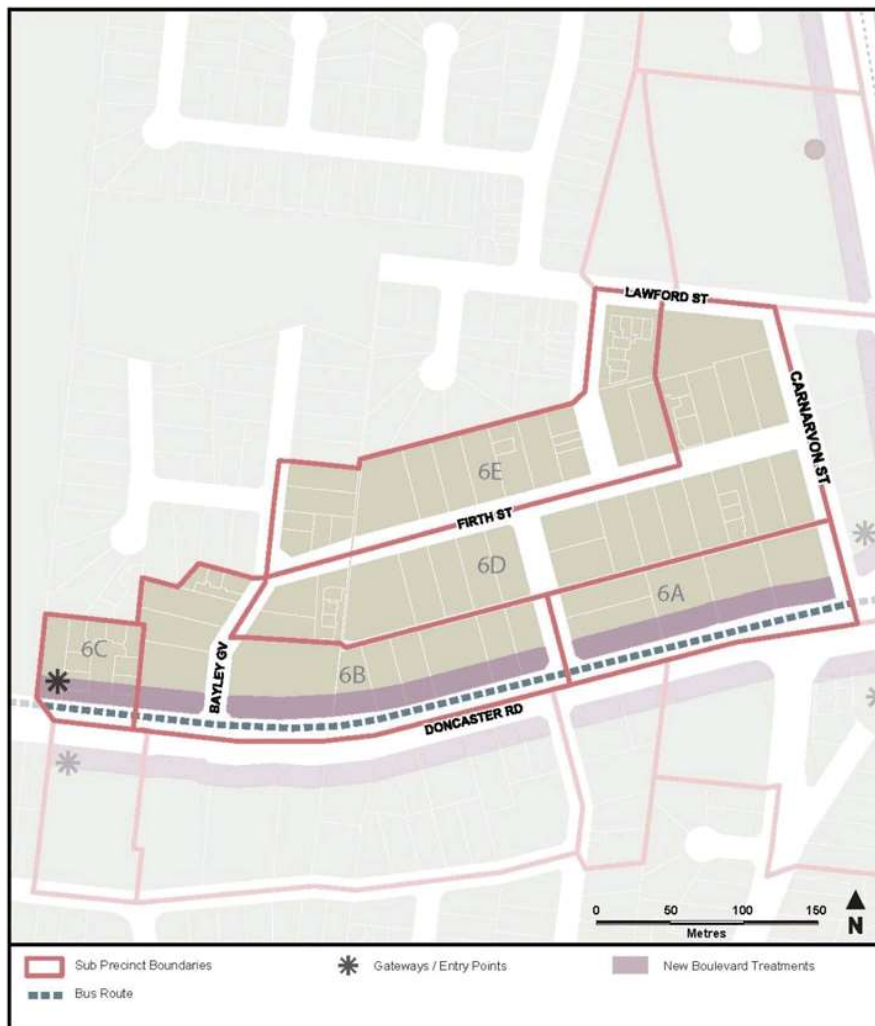 LAWFORD ST
CARNARVON ST
6E
FIRTH ST
6D
6A
6C
BAYLEY GV
6B
DONCASTER RD
0 50 100 150
Metres
N
Sub Precinct Boundaries
Gateways / Entry Points
New Boulevard Treatments
Bus Route